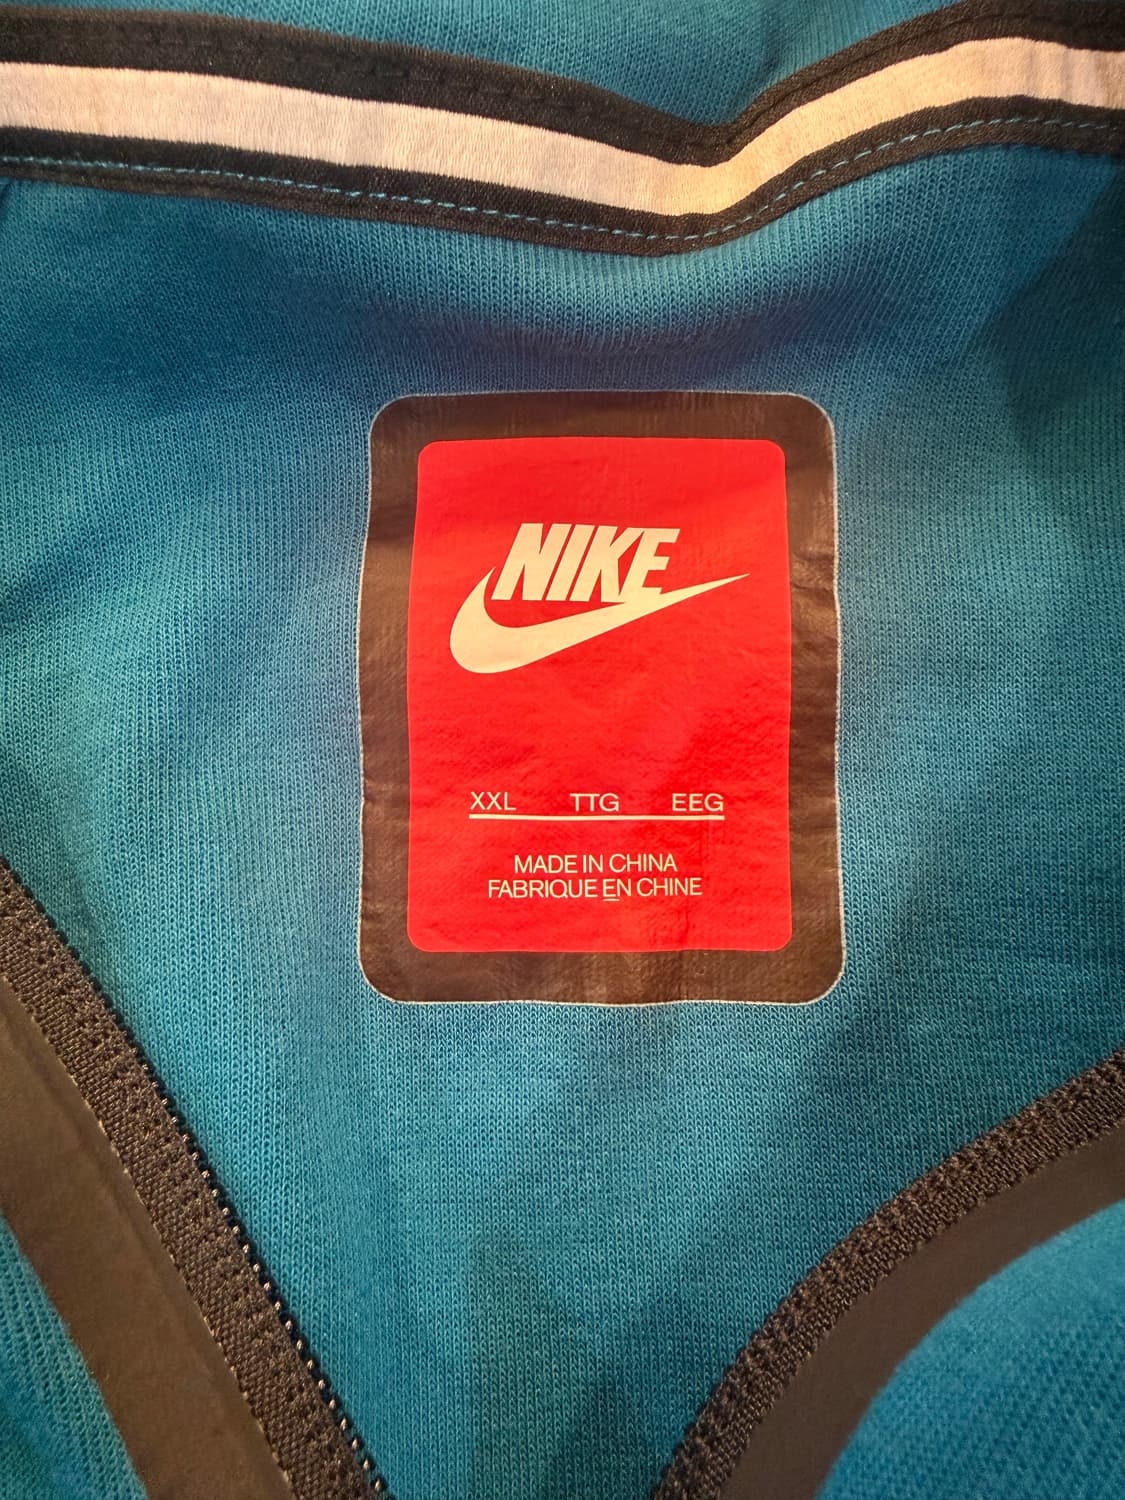 NIKE
XXL TTG EEG
MADE IN CHINA
FABRIQUE EN CHINE